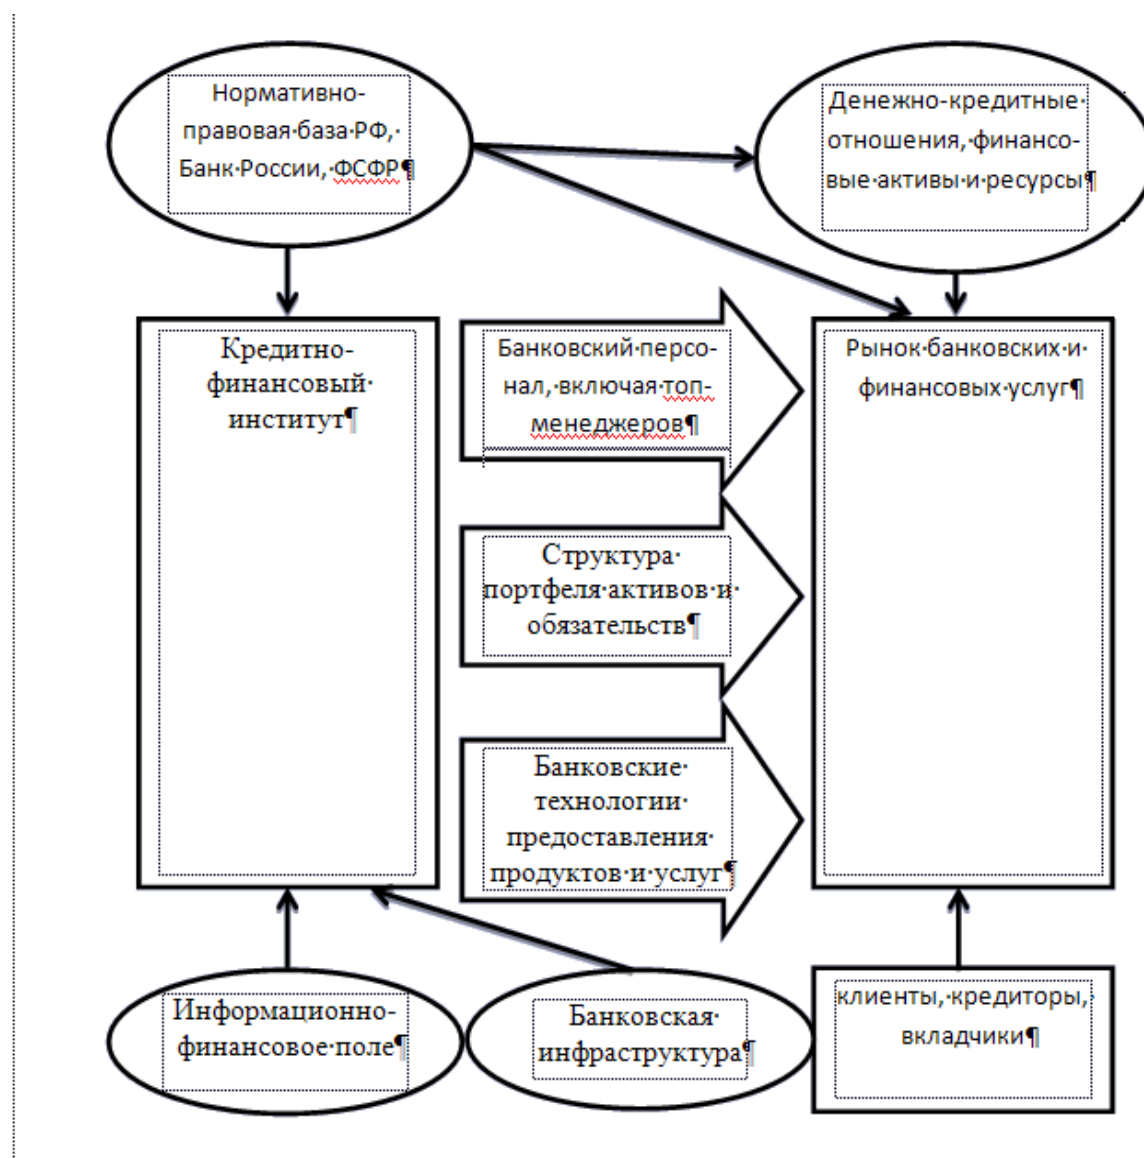 Нормативно-
правовая база РФ,
Банк России, ФСФР¶
Денежно-кредитные
отношения, финансо-
вые активы и ресурсы¶
Кредитно-
финансовый
институт¶
Банковский персо-
нал, включая топ-
менеджеров¶
Рынок банковских и
финансовых услуг¶
Структура
портфеля активов и
обязательств¶
Банковские
технологии
предоставления
продуктов и услуг¶
Информационно-
финансовое поле¶
Банковская
инфраструктура¶
клиенты, кредиторы,
вкладчики¶